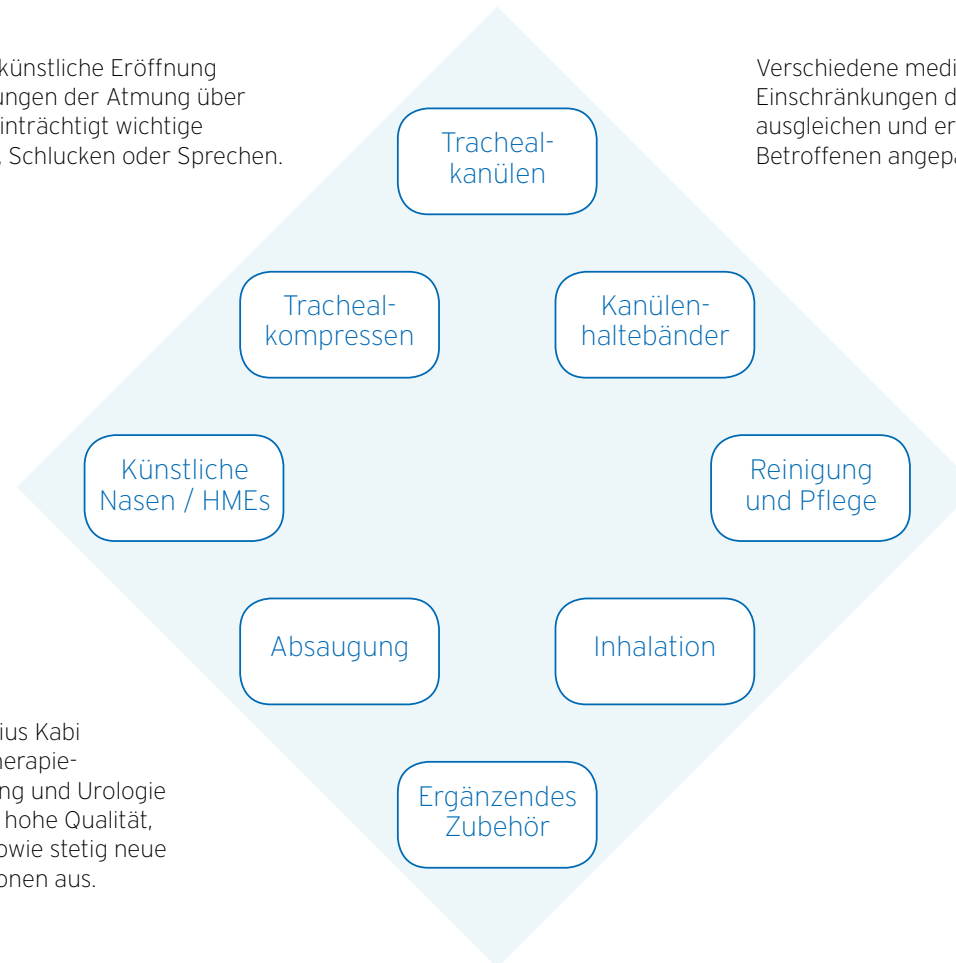 künstliche Eröffnung
ungen der Atmung über
inträchtigt wichtige
, Schlucken oder Sprechen.
Verschiedene medi
Einschränkungen d
ausgleichen und er
Betroffenen angepa
Tracheal-
kanülen
Tracheal-
kompressen
Kanülen-
haltebänder
Künstliche
Nasen / HMEs
Reinigung
und Pflege
Absaugung
Inhalation
Ergänzendes
Zubehör
ius Kabi
herapie-
ng und Urologie
hohe Qualität,
owie stetig neue
onen aus.